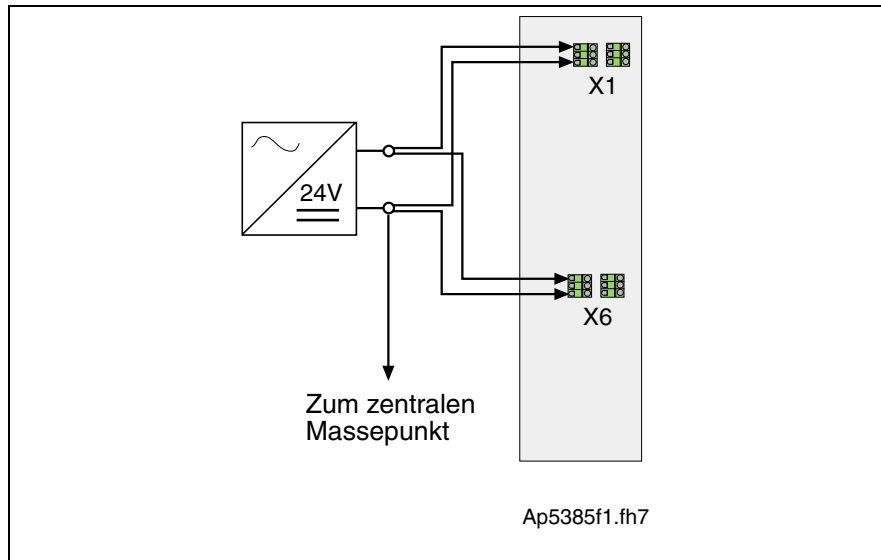 X1
24V
X6
Zum zentralen
Massepunkt
Ap5385f1.fh7